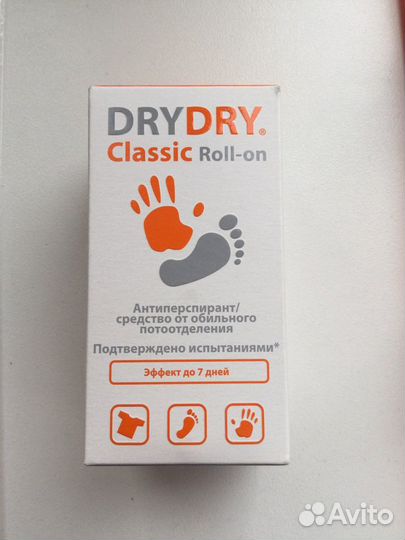 DRYDRY®
Classic Roll-on
Антиперспирант/
средство от обильного
потоотделения
Подтверждено испытаниями*
Эффект до 7 дней
Avito